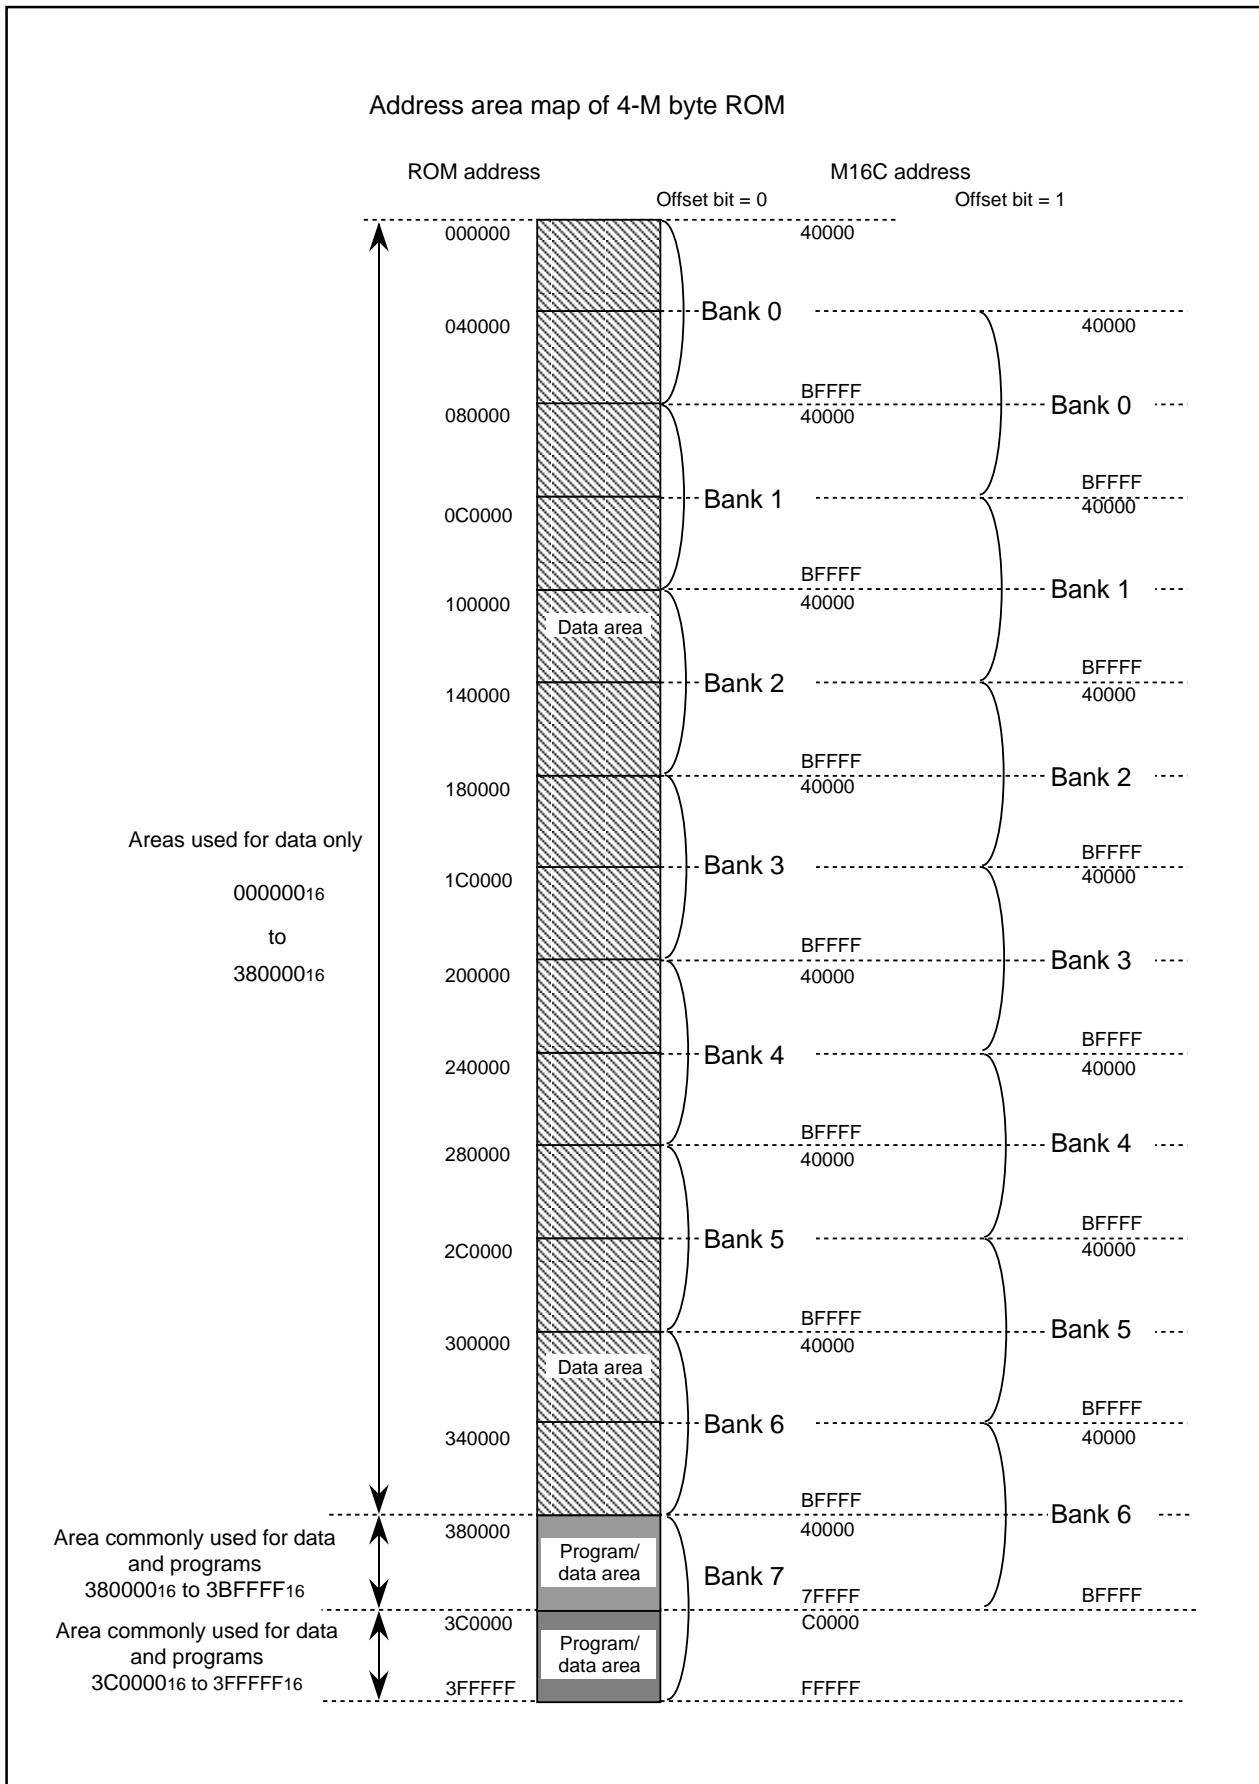 Address area map of 4-M byte ROM
ROM address
M16C address
Offset bit = 0
Offset bit = 1
000000
40000
Bank 0
040000
40000
BFFFF
080000
40000
Bank 0
BFFFF
Bank 1
0C0000
40000
BFFFF
100000
40000
Bank 1
Data area
BFFFF
Bank 2
140000
40000
BFFFF
180000
40000
Bank 2
Areas used for data only
BFFFF
Bank 3
1C0000
40000
00000016
to
38000016
BFFFF
200000
40000
Bank 3
BFFFF
Bank 4
240000
40000
BFFFF
280000
40000
Bank 4
BFFFF
Bank 5
2C0000
40000
BFFFF
300000
40000
Bank 5
Data area
BFFFF
Bank 6
340000
40000
BFFFF
380000
40000
Bank 6
Area commonly used for data
and programs
38000016 to 3BFFFF16
Program/
data area
Bank 7
7FFFF
BFFFF
3C0000
C0000
Area commonly used for data
and programs
3C000016 to 3FFFFF16
Program/
data area
3FFFFF
FFFFF